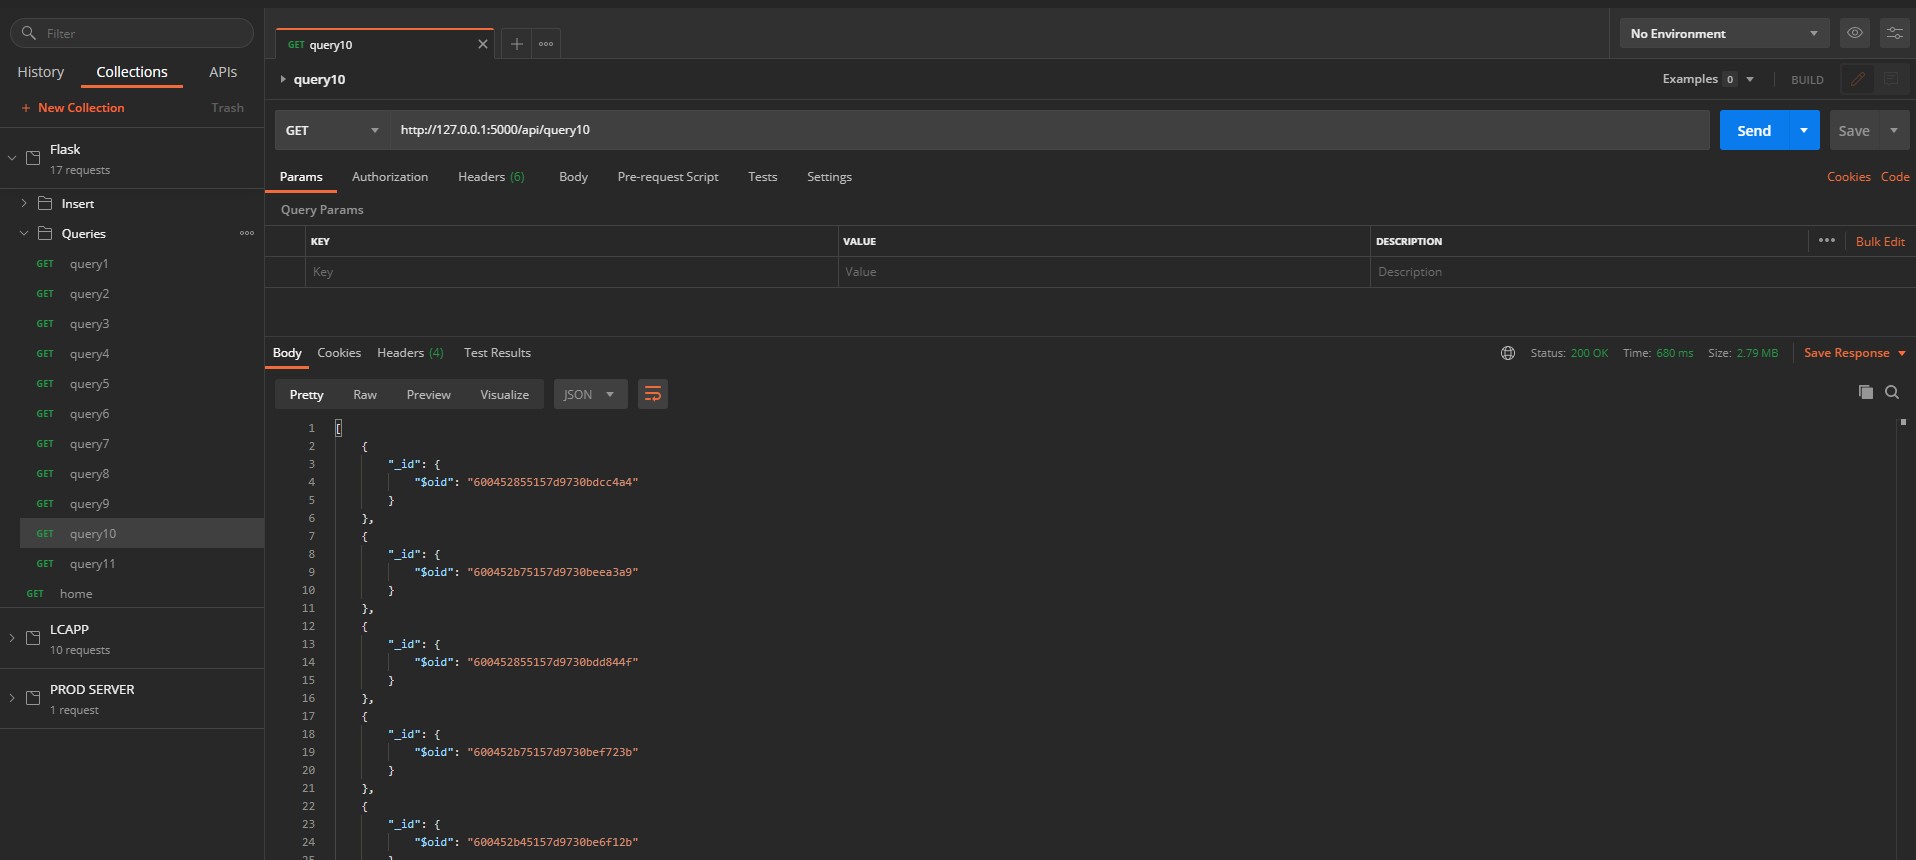 Filter
History Collections APIs
+ New Collection Trash
Flask
17 requests
Insert
Queries
GET query1
GET query2
GET query3
GET query4
GET query5
GET query6
GET query7
GET query8
GET query9
GET query10
GET query11
GET home
LCAPP
10 requests
PROD SERVER
1 request
GET query10
No Environment
query10
Examples 0 BUILD
GET http://127.0.0.1:5000/api/query10 Send Save
Params Authorization Headers (6) Body Pre-request Script Tests Settings Cookies Code
Query Params
KEY VALUE DESCRIPTION Bulk Edit
Key Value Description
Body Cookies Headers (4) Test Results Status: 200 OK Time: 680 ms Size: 2.79 MB Save Response
Pretty Raw Preview Visualize JSON
1 [
2 {
3 "_id": {
4 "$oid": "600452855157d9730bdcc4a4"
5 }
6 },
7 {
8 "_id": {
9 "$oid": "600452b75157d9730beea3a9"
10 }
11 },
12 {
13 "_id": {
14 "$oid": "600452855157d9730bdd844f"
15 }
16 },
17 {
18 "_id": {
19 "$oid": "600452b75157d9730bef723b"
20 }
21 },
22 {
23 "_id": {
24 "$oid": "600452b45157d9730be6f12b"
25 }